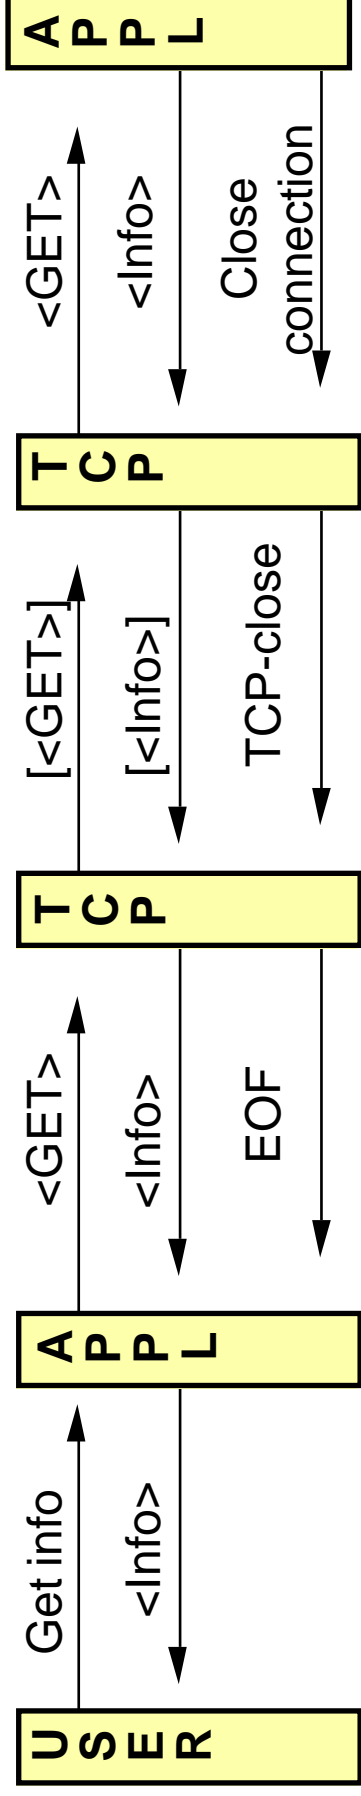 USER
Get info
<Info>
APPL
<GET>
<Info>
EOF
TCP
[<GET>]
[<Info>]
TCP-close
TCP
<GET>
<Info>
Close
connection
APPL